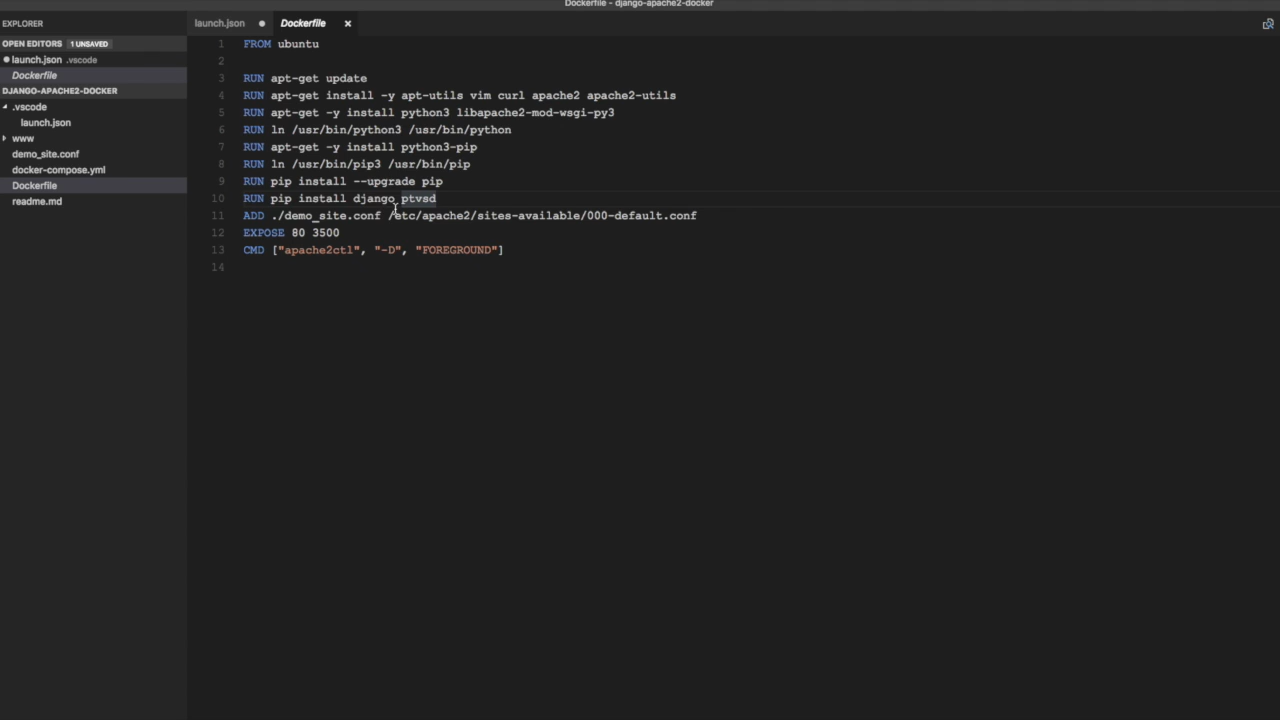 Dockerfile - django-apache2-docker
EXPLORER
OPEN EDITORS 1 UNSAVED
launch.json .vscode
Dockerfile
DJANGO-APACHE2-DOCKER
.vscode
launch.json
www
demo_site.conf
docker-compose.yml
Dockerfile
readme.md
launch.json
Dockerfile
1 FROM ubuntu
2
3 RUN apt-get update
4 RUN apt-get install -y apt-utils vim curl apache2 apache2-utils
5 RUN apt-get -y install python3 libapache2-mod-wsgi-py3
6 RUN ln /usr/bin/python3 /usr/bin/python
7 RUN apt-get -y install python3-pip
8 RUN ln /usr/bin/pip3 /usr/bin/pip
9 RUN pip install --upgrade pip
10 RUN pip install django ptvsd
11 ADD ./demo_site.conf /etc/apache2/sites-available/000-default.conf
12 EXPOSE 80 3500
13 CMD ["apache2ctl", "-D", "FOREGROUND"]
14